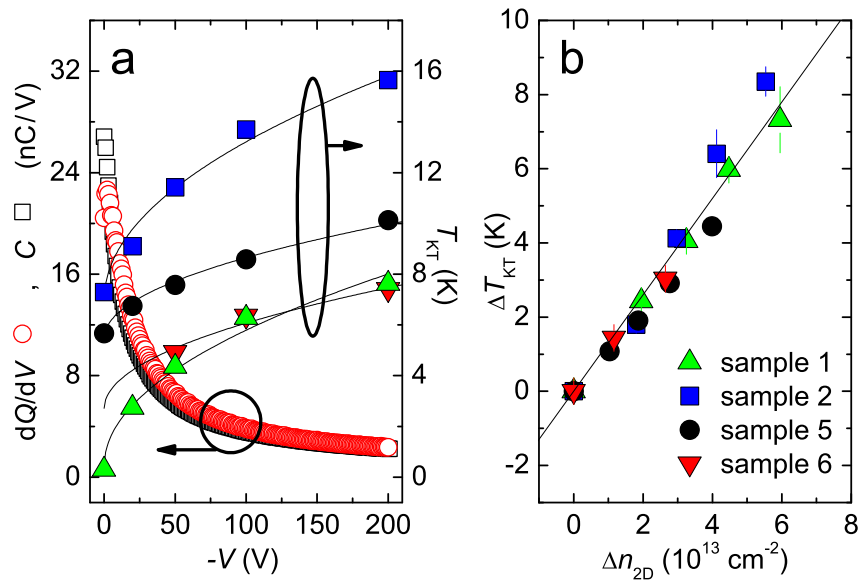 a
dQ/dV ○ , C □ (nC/V)
32
24
16
8
0
16
12
8
4
0
T_KT (K)
0 50 100 150 200
-V (V)
b
ΔT_KT (K)
10
8
6
4
2
0
-2
sample 1
sample 2
sample 5
sample 6
0 2 4 6 8
Δn_2D (10^13 cm^-2)